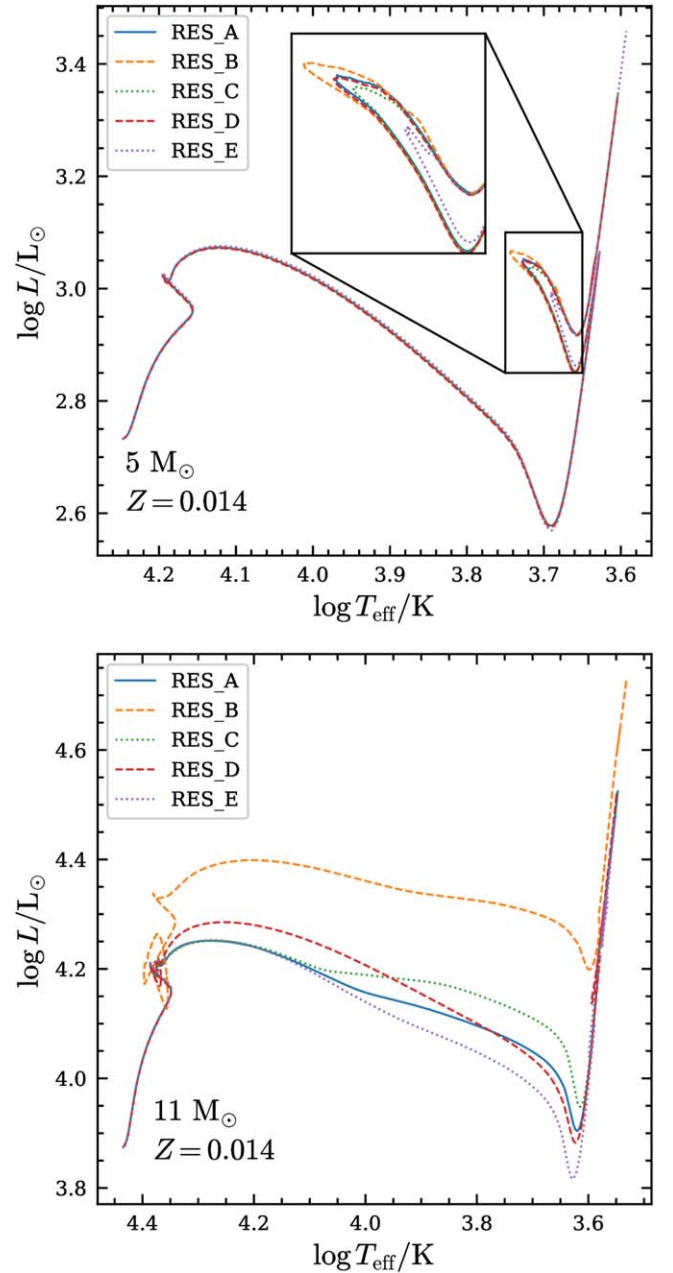 RES_A
RES_B
RES_C
RES_D
RES_E
3.4
3.2
3.0
2.8
2.6
log L/L⊙
5 M⊙
Z = 0.014
4.2 4.1 4.0 3.9 3.8 3.7 3.6
log Teff/K
RES_A
RES_B
RES_C
RES_D
RES_E
4.6
4.4
4.2
4.0
3.8
log L/L⊙
11 M⊙
Z = 0.014
4.4 4.2 4.0 3.8 3.6
log Teff/K